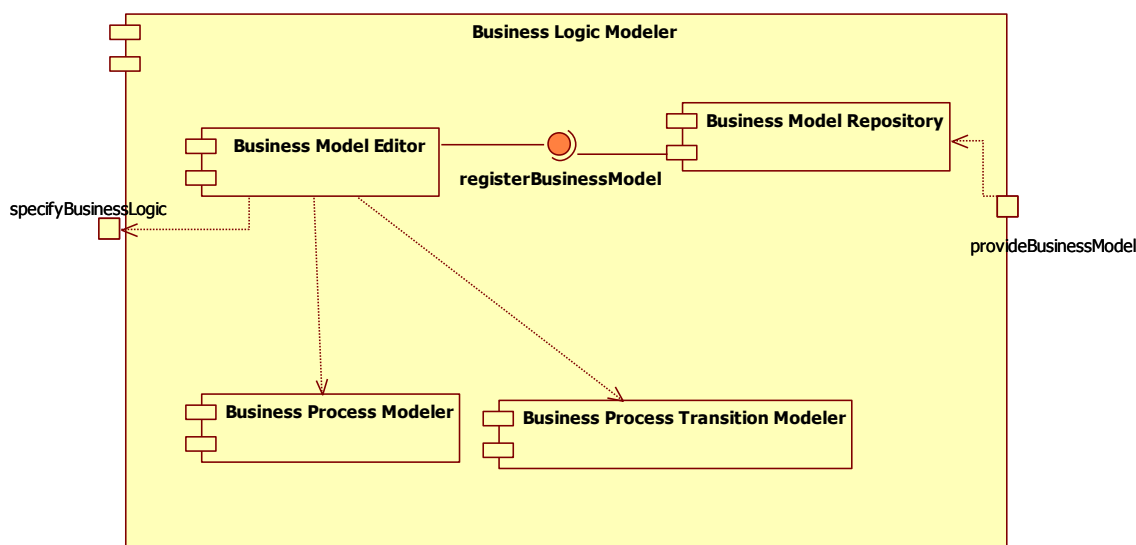 Business Logic Modeler
Business Model Repository
Business Model Editor
registerBusinessModel
specifyBusinessLogic
provideBusinessModel
Business Process Modeler
Business Process Transition Modeler